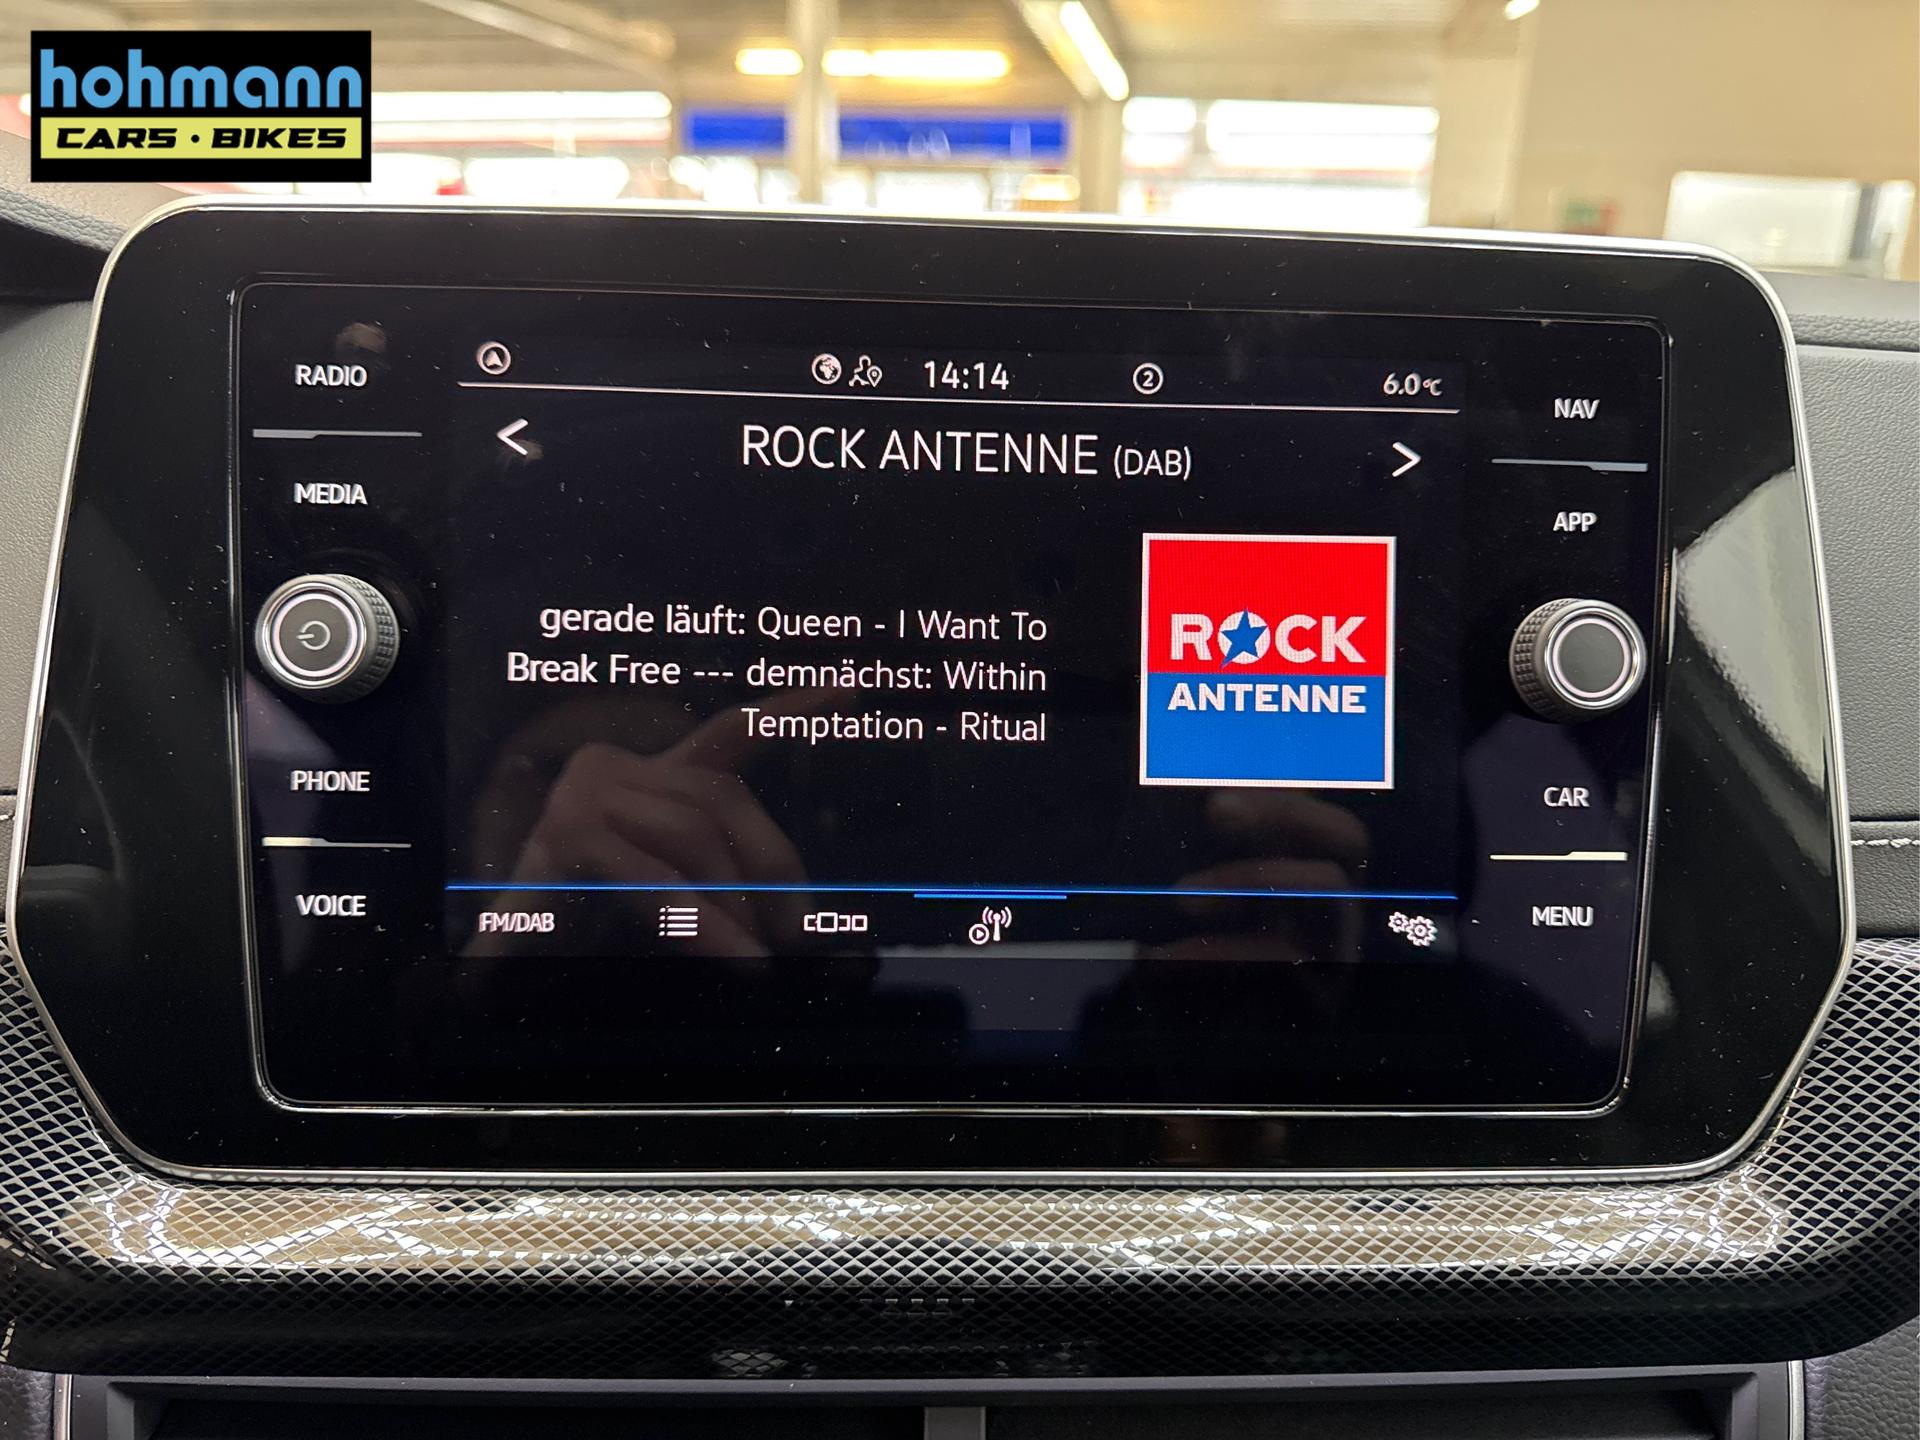 hohmann
CARS · BIKES
RADIO
MEDIA
PHONE
VOICE
14:14
2
6.0°C
< ROCK ANTENNE (DAB) >
gerade läuft: Queen - I Want To
Break Free --- demnächst: Within
Temptation - Ritual
ROCK
ANTENNE
FM/DAB
NAV
APP
CAR
MENU